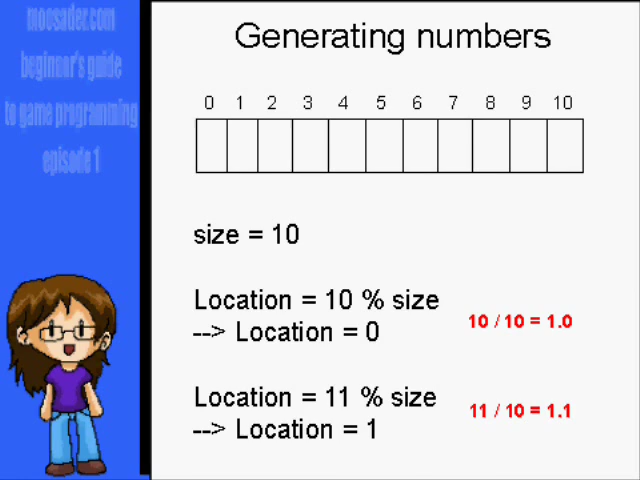 moosader.com
beginner's guide
to game programming
episode 1
Generating numbers
0 1 2 3 4 5 6 7 8 9 10
size = 10
Location = 10 % size
--> Location = 0
10 / 10 = 1.0
Location = 11 % size
--> Location = 1
11 / 10 = 1.1